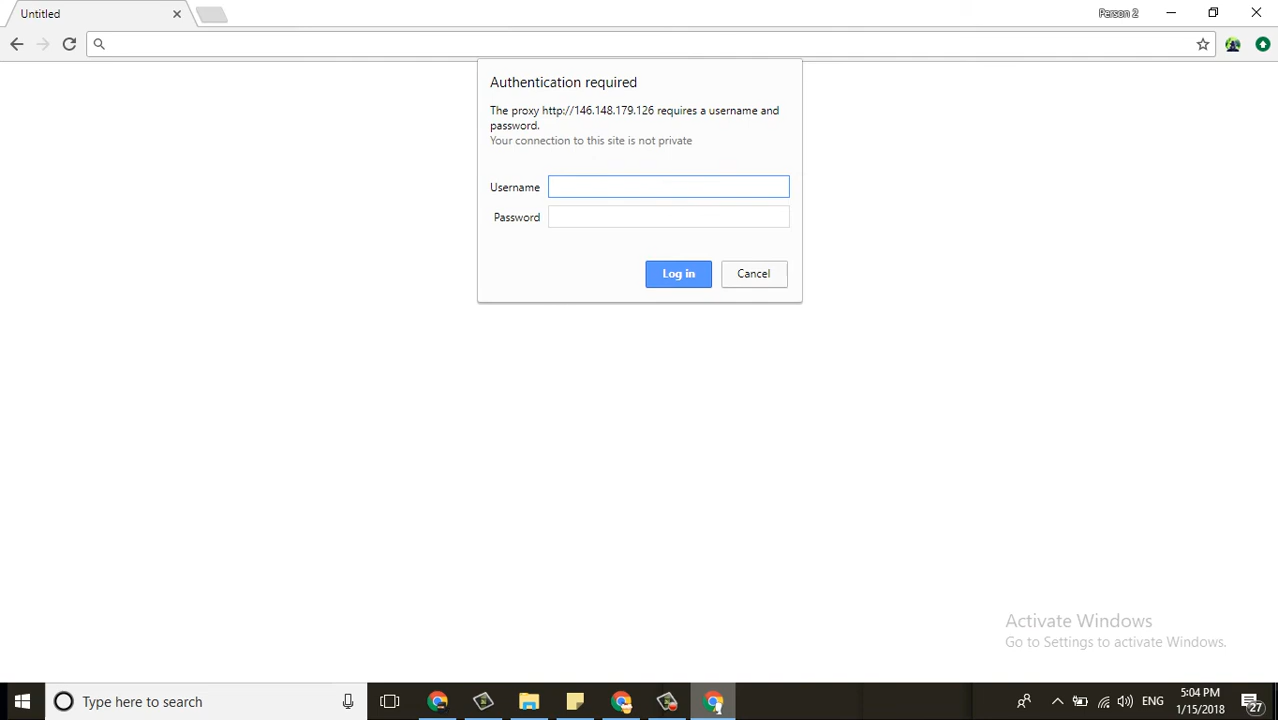 Untitled
Person 2
Authentication required
The proxy http://146.148.179.126 requires a username and
password.
Your connection to this site is not private
Username
Password
Log in
Cancel
Activate Windows
Go to Settings to activate Windows.
Type here to search
ENG
5:04 PM
1/15/2018
27